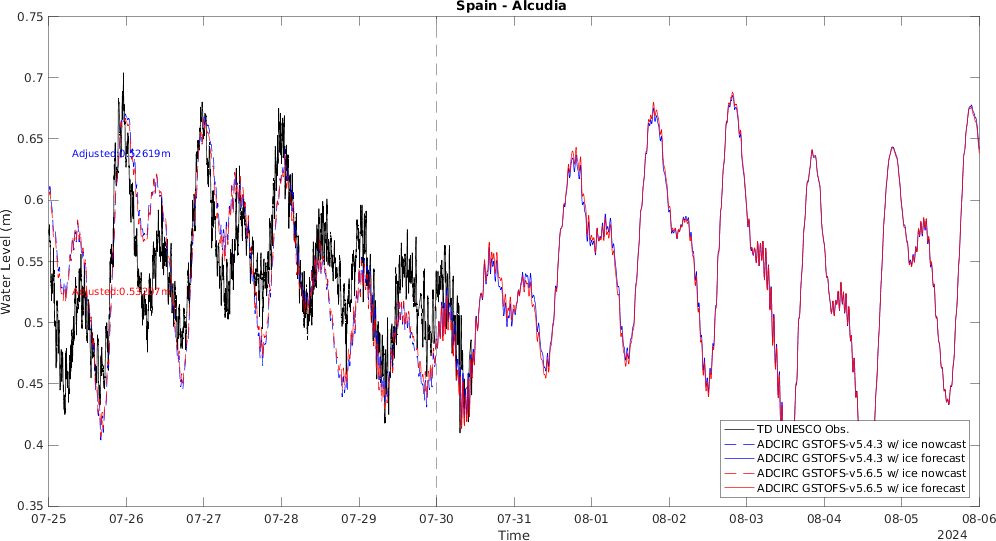 Spain - Alcudia
0.75
0.7
0.65
0.6
0.55
0.5
0.45
0.4
0.35
Water Level (m)
Adjusted:0.52619m
Adjusted:0.53207m
TD UNESCO Obs.
ADCIRC GSTOFS-v5.4.3 w/ ice nowcast
ADCIRC GSTOFS-v5.4.3 w/ ice forecast
ADCIRC GSTOFS-v5.6.5 w/ ice nowcast
ADCIRC GSTOFS-v5.6.5 w/ ice forecast
07-25 07-26 07-27 07-28 07-29 07-30 07-31 08-01 08-02 08-03 08-04 08-05 08-06
Time
2024